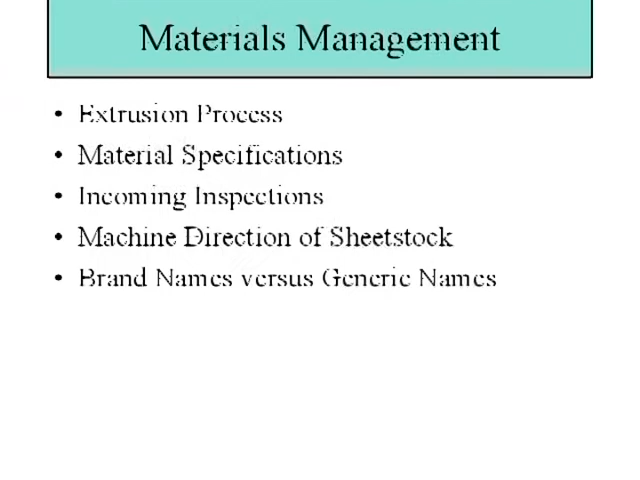 Materials Management
• Extrusion Process
• Material Specifications
• Incoming Inspections
• Machine Direction of Sheetstock
• Brand Names versus Generic Names